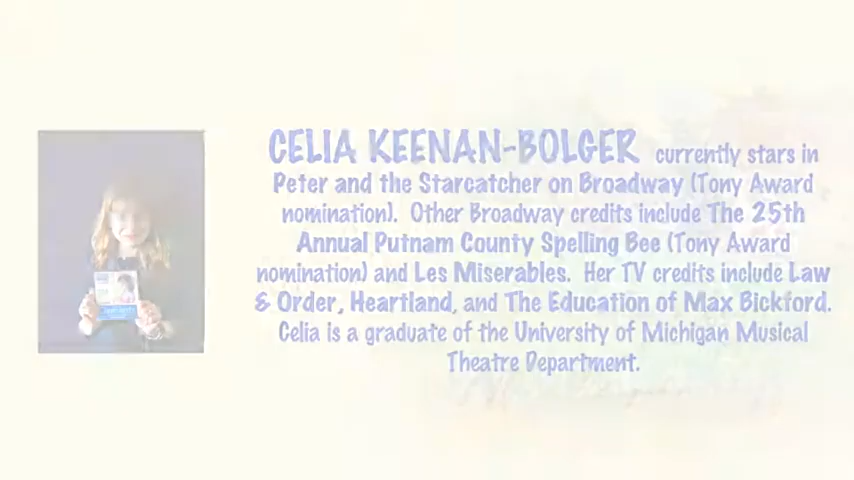 CELIA KEENAN-BOLGER currently stars in
Peter and the Starcatcher on Broadway (Tony Award
nomination). Other Broadway credits include The 25th
Annual Putnam County Spelling Bee (Tony Award
nomination) and Les Miserables. Her TV credits include Law
& Order, Heartland, and The Education of Max Bickford.
Celia is a graduate of the University of Michigan Musical
Theatre Department.